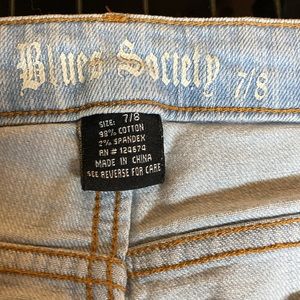 Blues Society 7/8
SIZE: 7/8
98% COTTON
2% SPANDEX
RN # 124674
MADE IN CHINA
SEE REVERSE FOR CARE